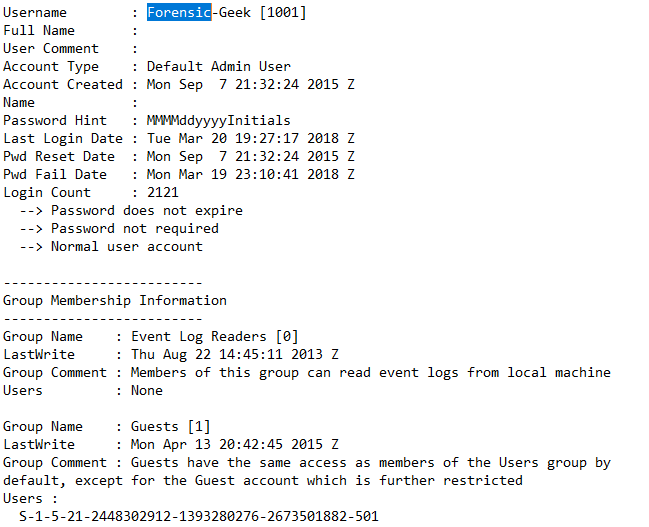 Username : Forensic-Geek [1001]
Full Name :
User Comment :
Account Type : Default Admin User
Account Created : Mon Sep 7 21:32:24 2015 Z
Name :
Password Hint : MMMMddyyyyInitials
Last Login Date : Tue Mar 20 19:27:17 2018 Z
Pwd Reset Date : Mon Sep 7 21:32:24 2015 Z
Pwd Fail Date : Mon Mar 19 23:10:41 2018 Z
Login Count : 2121
--> Password does not expire
--> Password not required
--> Normal user account
-------------------------
Group Membership Information
-------------------------
Group Name : Event Log Readers [0]
LastWrite : Thu Aug 22 14:45:11 2013 Z
Group Comment : Members of this group can read event logs from local machine
Users : None
Group Name : Guests [1]
LastWrite : Mon Apr 13 20:42:45 2015 Z
Group Comment : Guests have the same access as members of the Users group by
default, except for the Guest account which is further restricted
Users :
S-1-5-21-2448302912-1393280276-2673501882-501